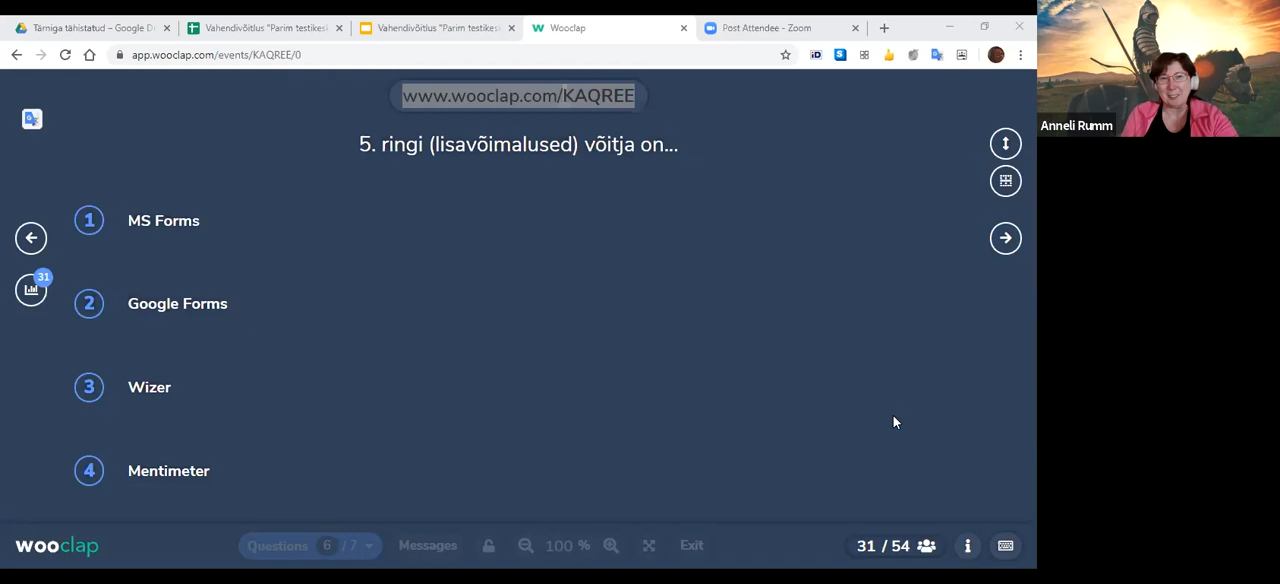 Tärniga tähistatud – Google D
Vahendivõitlus "Parim testikesk
Vahendivõitlus "Parim testikes
Wooclap
Post Attendee - Zoom
app.wooclap.com/events/KAQREE/0
www.wooclap.com/KAQREE
5. ringi (lisavõimalused) võitja on...
Anneli Rumm
1 MS Forms
31
2 Google Forms
3 Wizer
4 Mentimeter
wooclap
Questions 6 / 7
Messages
100 %
Exit
31 / 54